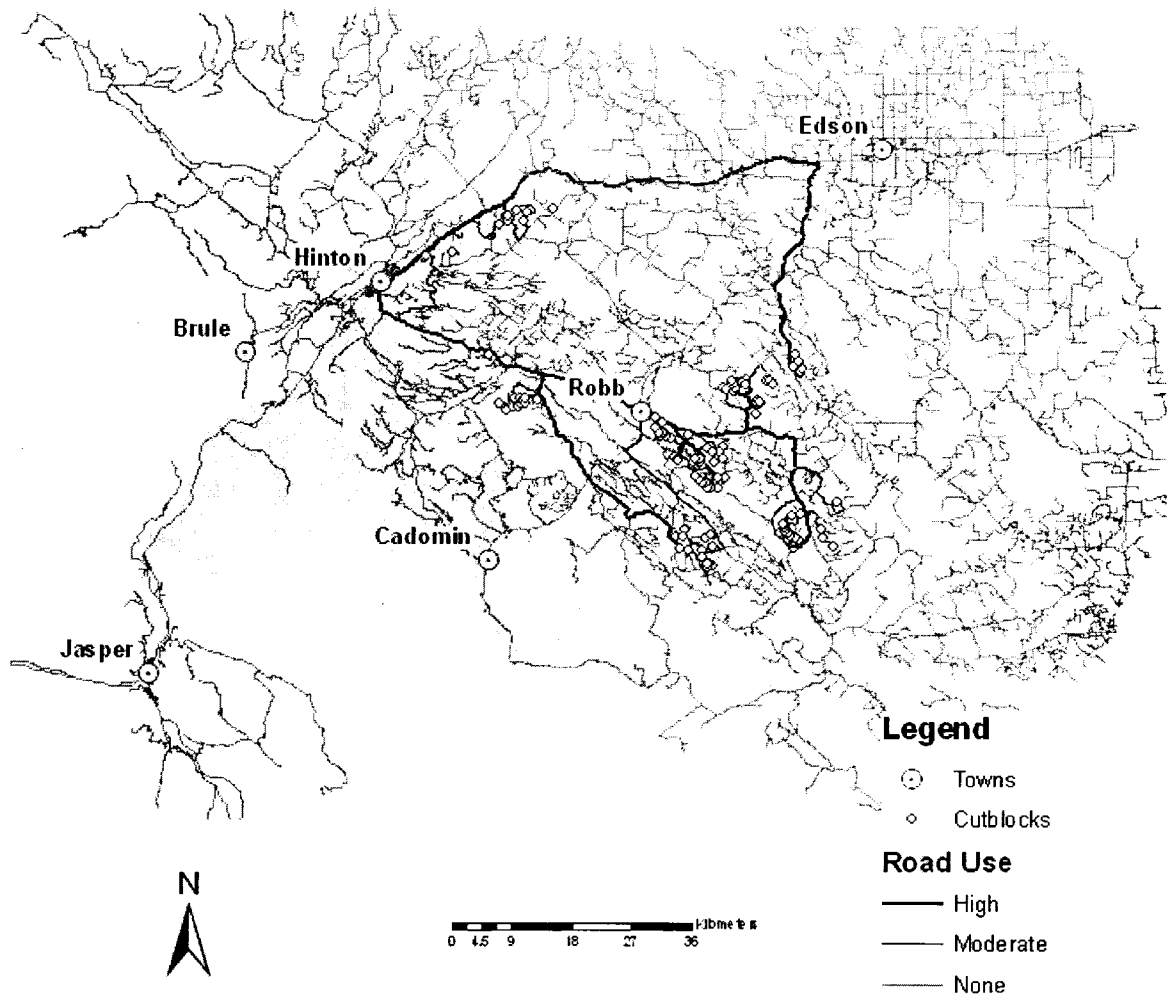 Edson
Hinton
Brule
Robb
Cadomin
Jasper
Legend
Towns
Cutblocks
Road Use
High
Moderate
None
N
Kilometers
0 4.5 9 18 27 36